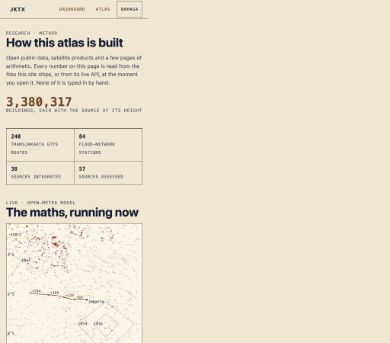 JKTX
DASHBOARD
ATLAS
BAHASA
RESEARCH · METHOD
How this atlas is built
Open public data, satellite products and a few pages of
arithmetic. Every number on this page is read from the
files this site ships, or from its live API, at the moment
you open it. None of it is typed in by hand.
3,380,317
BUILDINGS, EACH WITH THE SOURCE OF ITS HEIGHT
240
TRANSJAKARTA GTFS
ROUTES
84
FLOOD-NETWORK
STATIONS
38
SOURCES INTEGRATED
57
SOURCES ASSESSED
LIVE · OPEN-METEO MODEL
The maths, running now
Jakarta